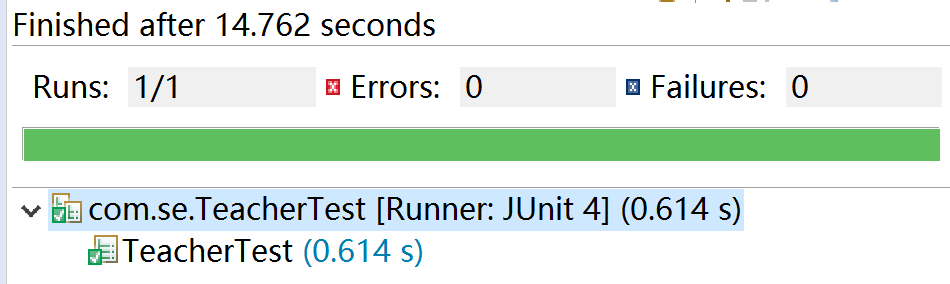 Finished after 14.762 seconds
Runs: 1/1 Errors: 0 Failures: 0
com.se.TeacherTest [Runner: JUnit 4] (0.614 s)
TeacherTest (0.614 s)